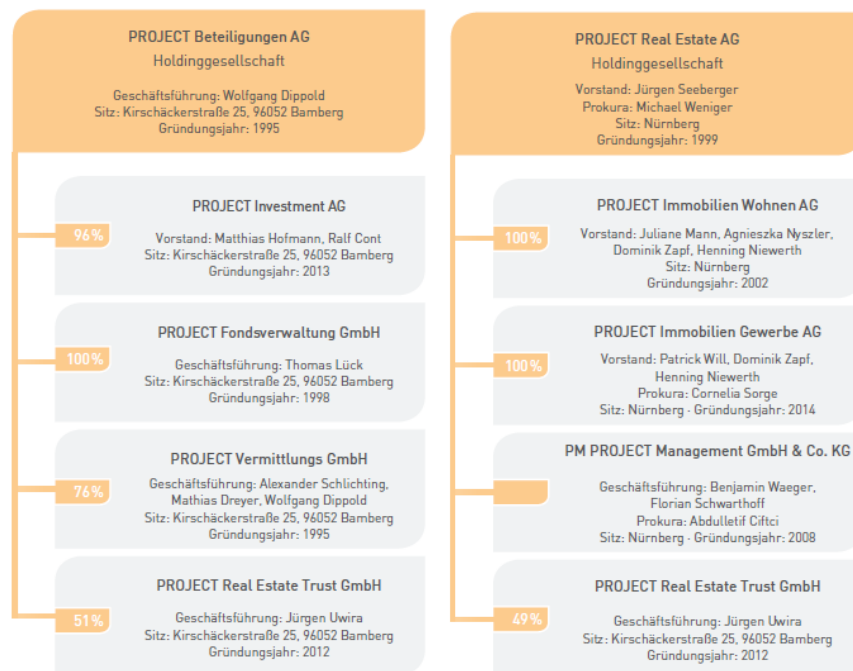 PROJECT Beteiligungen AG
Holdinggesellschaft
Geschäftsführung: Wolfgang Dippold
Sitz: Kirschäckerstraße 25, 96052 Bamberg
Gründungsjahr: 1995
PROJECT Investment AG
96%
Vorstand: Matthias Hofmann, Ralf Cont
Sitz: Kirschäckerstraße 25, 96052 Bamberg
Gründungsjahr: 2013
PROJECT Fondsverwaltung GmbH
100%
Geschäftsführung: Thomas Lück
Sitz: Kirschäckerstraße 25, 96052 Bamberg
Gründungsjahr: 1998
PROJECT Vermittlungs GmbH
76%
Geschäftsführung: Alexander Schlichting,
Mathias Dreyer, Wolfgang Dippold
Sitz: Kirschäckerstraße 25, 96052 Bamberg
Gründungsjahr: 1995
PROJECT Real Estate Trust GmbH
51%
Geschäftsführung: Jürgen Uwira
Sitz: Kirschäckerstraße 25, 96052 Bamberg
Gründungsjahr: 2012
PROJECT Real Estate AG
Holdinggesellschaft
Vorstand: Jürgen Seeberger
Prokura: Michael Weniger
Sitz: Nürnberg
Gründungsjahr: 1999
PROJECT Immobilien Wohnen AG
100%
Vorstand: Juliane Mann, Agnieszka Nyszler,
Dominik Zapf, Henning Niewerth
Sitz: Nürnberg
Gründungsjahr: 2002
PROJECT Immobilien Gewerbe AG
100%
Vorstand: Patrick Will, Dominik Zapf,
Henning Niewerth
Prokura: Cornelia Sorge
Sitz: Nürnberg · Gründungsjahr: 2014
PM PROJECT Management GmbH & Co. KG
Geschäftsführung: Benjamin Waeger,
Florian Schwarthoff
Prokura: Abdulletif Ciftci
Sitz: Nürnberg · Gründungsjahr: 2008
PROJECT Real Estate Trust GmbH
49%
Geschäftsführung: Jürgen Uwira
Sitz: Kirschäckerstraße 25, 96052 Bamberg
Gründungsjahr: 2012